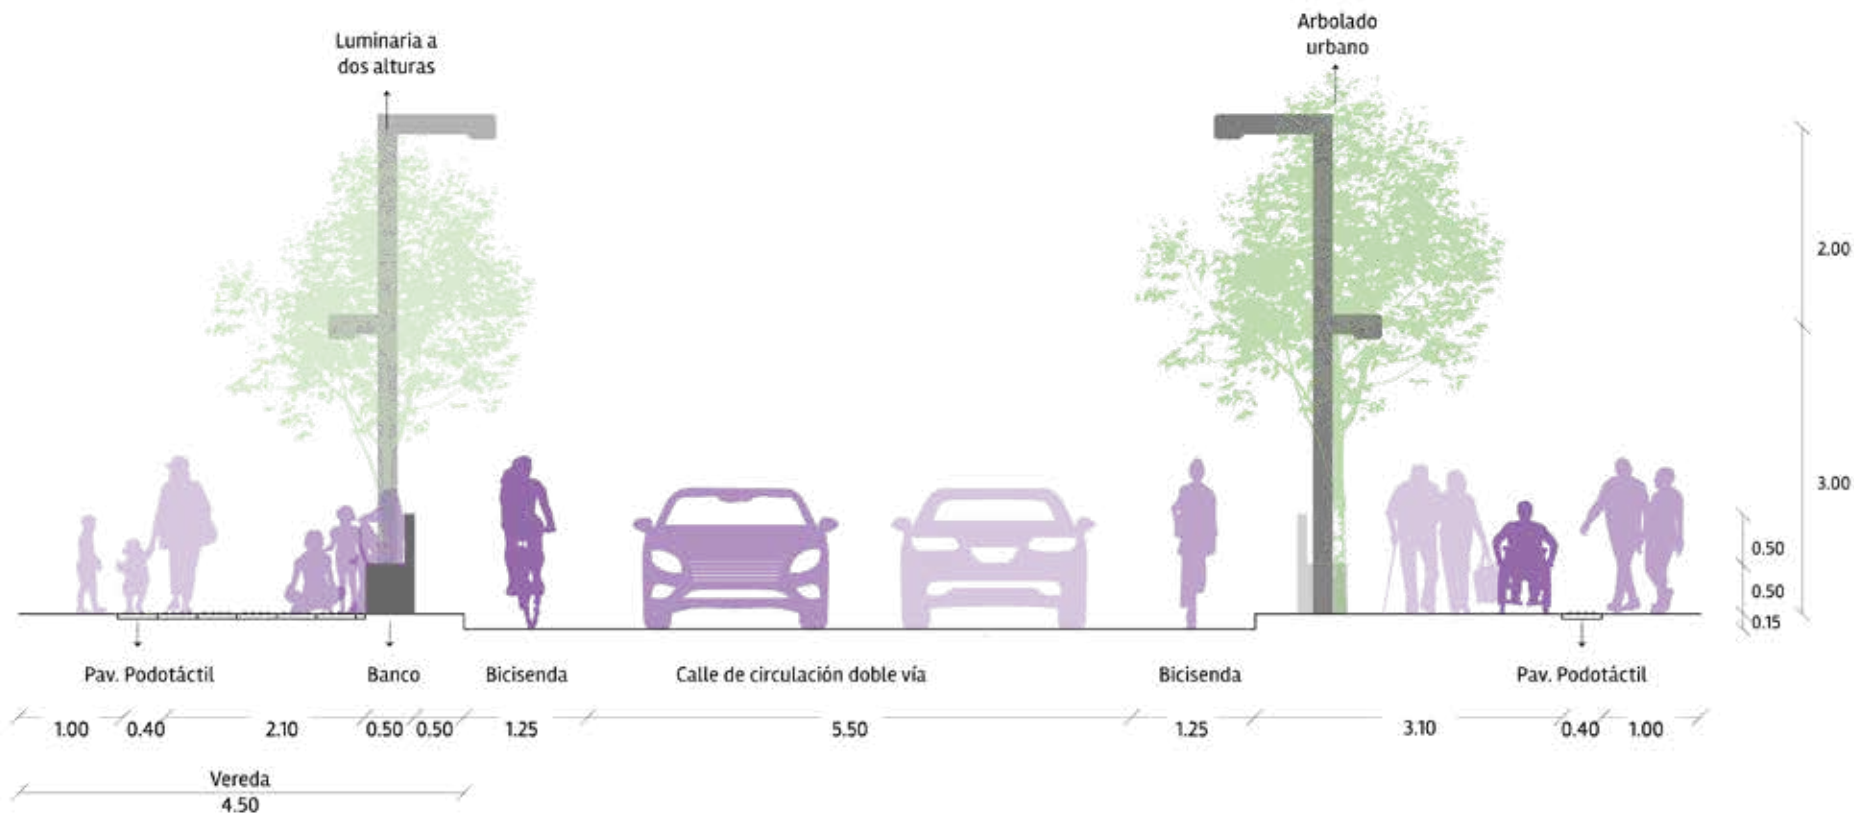 Luminaria a
dos alturas
Arbolado
urbano
2.00
3.00
0.50
0.50
0.15
Pav. Podotáctil
Banco
Bicisenda
Calle de circulación doble vía
Bicisenda
Pav. Podotáctil
1.00 0.40 2.10 0.50 0.50 1.25 5.50 1.25 3.10 0.40 1.00
Vereda
4.50